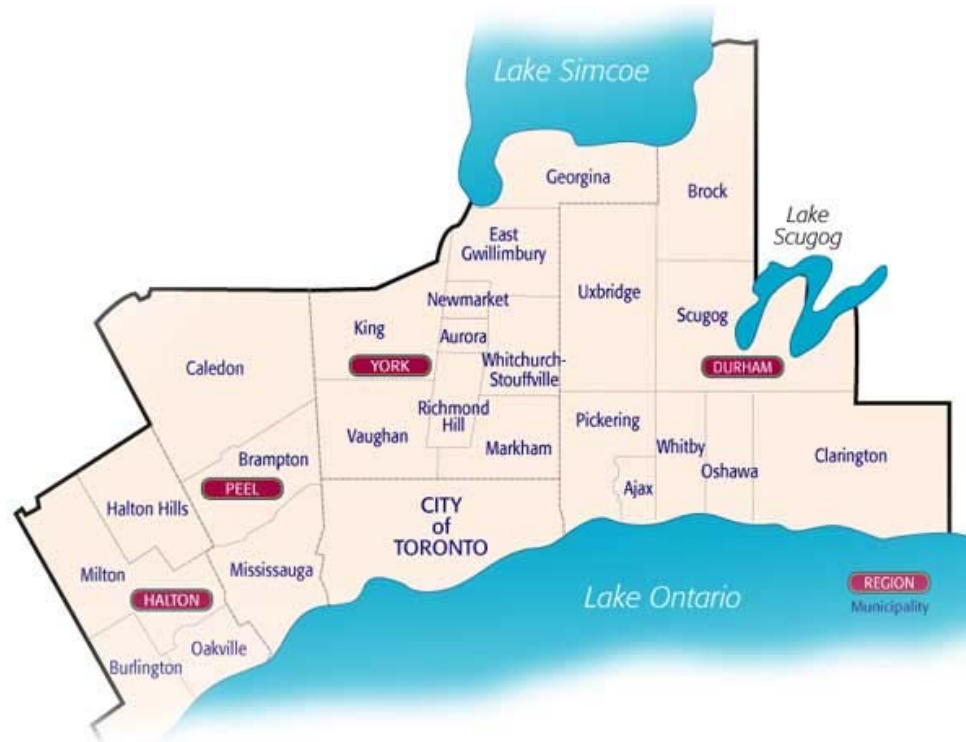 Lake Simcoe
Georgina
Brock
Lake
Scugog
East
Gwillimbury
Uxbridge
Newmarket
King
Aurora
Scugog
YORK
Whitchurch-
Stouffville
DURHAM
Caledon
Richmond
Hill
Pickering
Vaughan
Markham
Whitby
Oshawa
Clarington
Brampton
PEEL
Ajax
Halton Hills
CITY
of
TORONTO
Milton
Mississauga
HALTON
Lake Ontario
REGION
Municipality
Oakville
Burlington